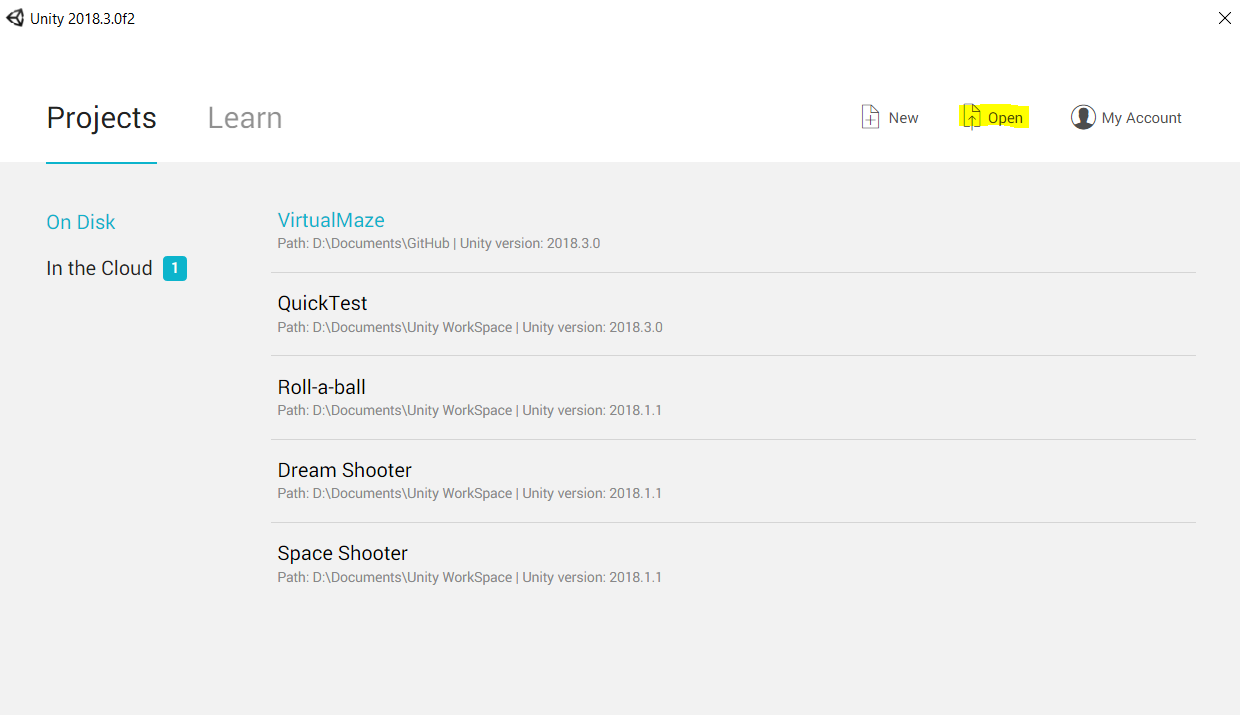 Unity 2018.3.0f2
Projects
Learn
New
Open
My Account
On Disk
In the Cloud 1
VirtualMaze
Path: D:\Documents\GitHub | Unity version: 2018.3.0
QuickTest
Path: D:\Documents\Unity WorkSpace | Unity version: 2018.3.0
Roll-a-ball
Path: D:\Documents\Unity WorkSpace | Unity version: 2018.1.1
Dream Shooter
Path: D:\Documents\Unity WorkSpace | Unity version: 2018.1.1
Space Shooter
Path: D:\Documents\Unity WorkSpace | Unity version: 2018.1.1